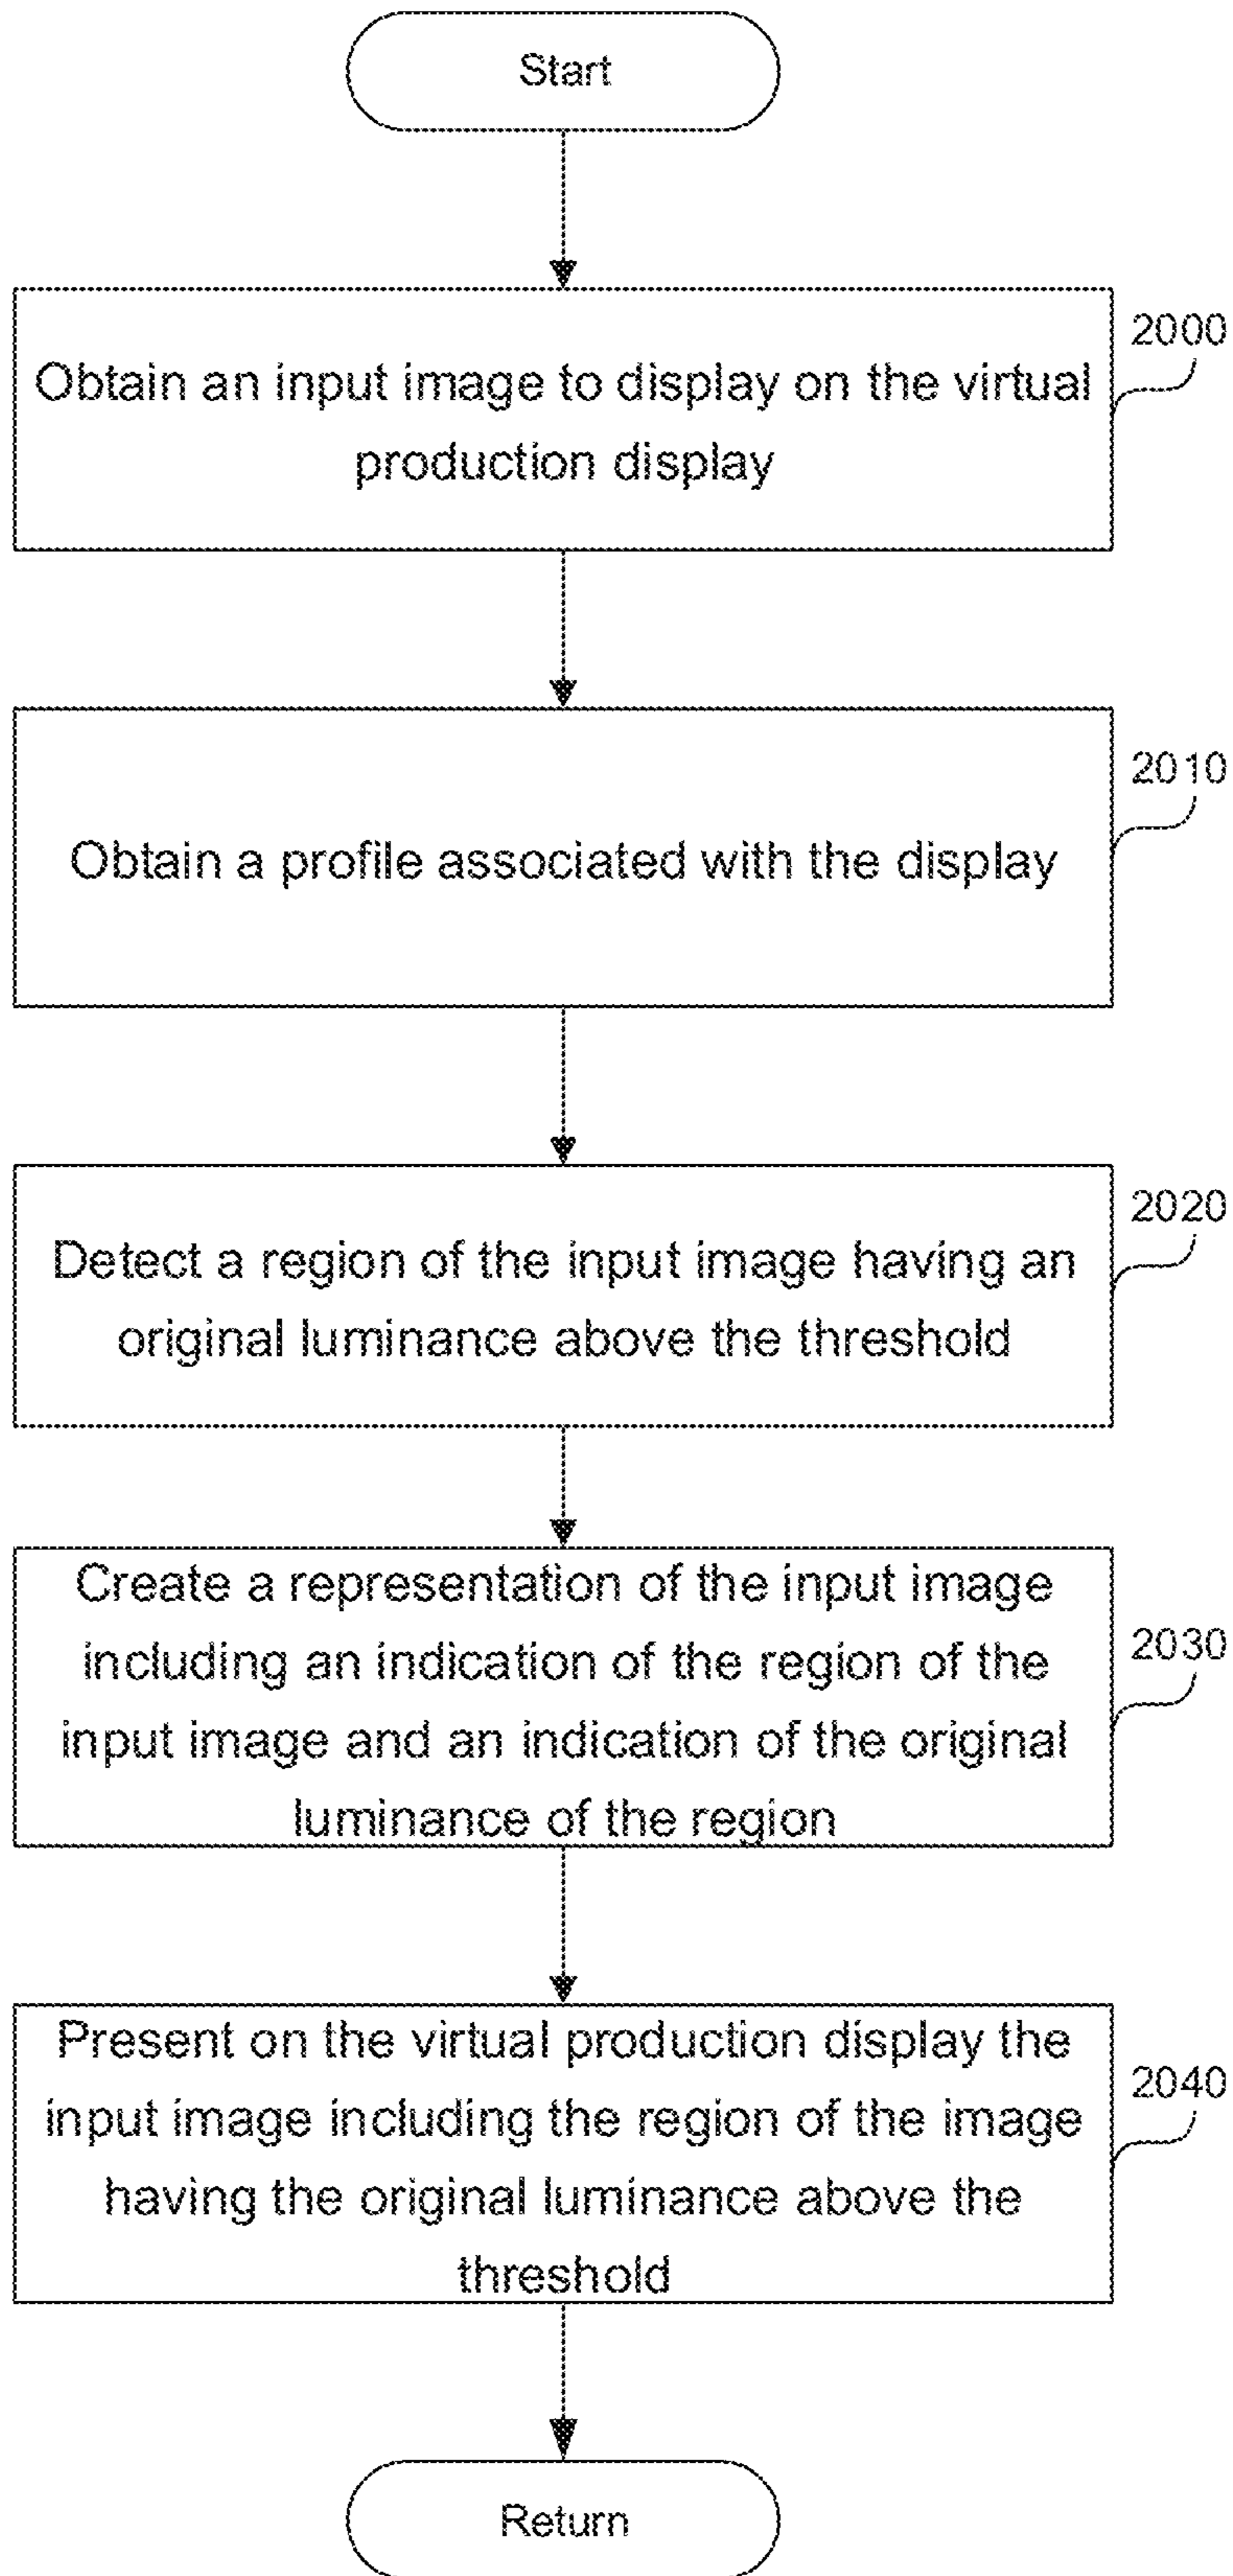 Start
2000
Obtain an input image to display on the virtual
production display
2010
Obtain a profile associated with the display
2020
Detect a region of the input image having an
original luminance above the threshold
2030
Create a representation of the input image
including an indication of the region of the
input image and an indication of the original
luminance of the region
2040
Present on the virtual production display the
input image including the region of the image
having the original luminance above the
threshold
Return